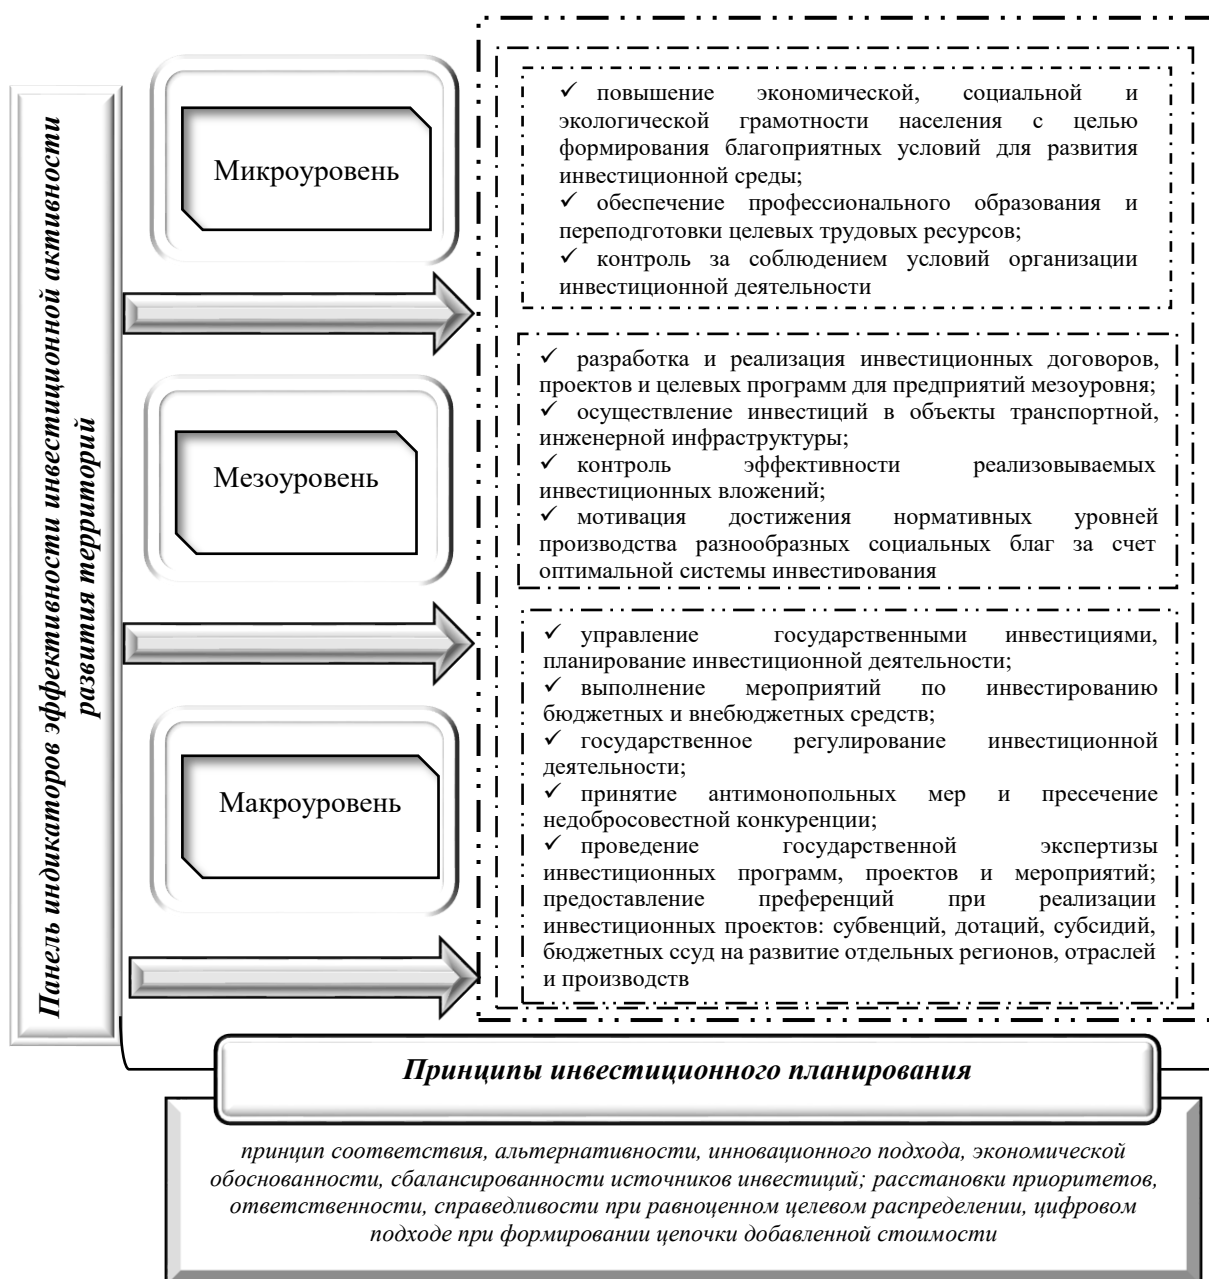 Панель индикаторов эффективности инвестиционной активности
развития территорий
Микроуровень
✓ повышение экономической, социальной и
экологической грамотности населения с целью
формирования благоприятных условий для развития
инвестиционной среды;
✓ обеспечение профессионального образования и
переподготовки целевых трудовых ресурсов;
✓ контроль за соблюдением условий организации
инвестиционной деятельности
Мезоуровень
✓ разработка и реализация инвестиционных договоров,
проектов и целевых программ для предприятий мезоуровня;
✓ осуществление инвестиций в объекты транспортной,
инженерной инфраструктуры;
✓ контроль эффективности реализовываемых
инвестиционных вложений;
✓ мотивация достижения нормативных уровней
производства разнообразных социальных благ за счет
оптимальной системы инвестирования
Макроуровень
✓ управление государственными инвестициями,
планирование инвестиционной деятельности;
✓ выполнение мероприятий по инвестированию
бюджетных и внебюджетных средств;
✓ государственное регулирование инвестиционной
деятельности;
✓ принятие антимонопольных мер и пресечение
недобросовестной конкуренции;
✓ проведение государственной экспертизы
инвестиционных программ, проектов и мероприятий;
предоставление преференций при реализации
инвестиционных проектов: субвенций, дотаций, субсидий,
бюджетных ссуд на развитие отдельных регионов, отраслей
и производств
Принципы инвестиционного планирования
принцип соответствия, альтернативности, инновационного подхода, экономической
обоснованности, сбалансированности источников инвестиций; расстановки приоритетов,
ответственности, справедливости при равноценном целевом распределении, цифровом
подходе при формировании цепочки добавленной стоимости